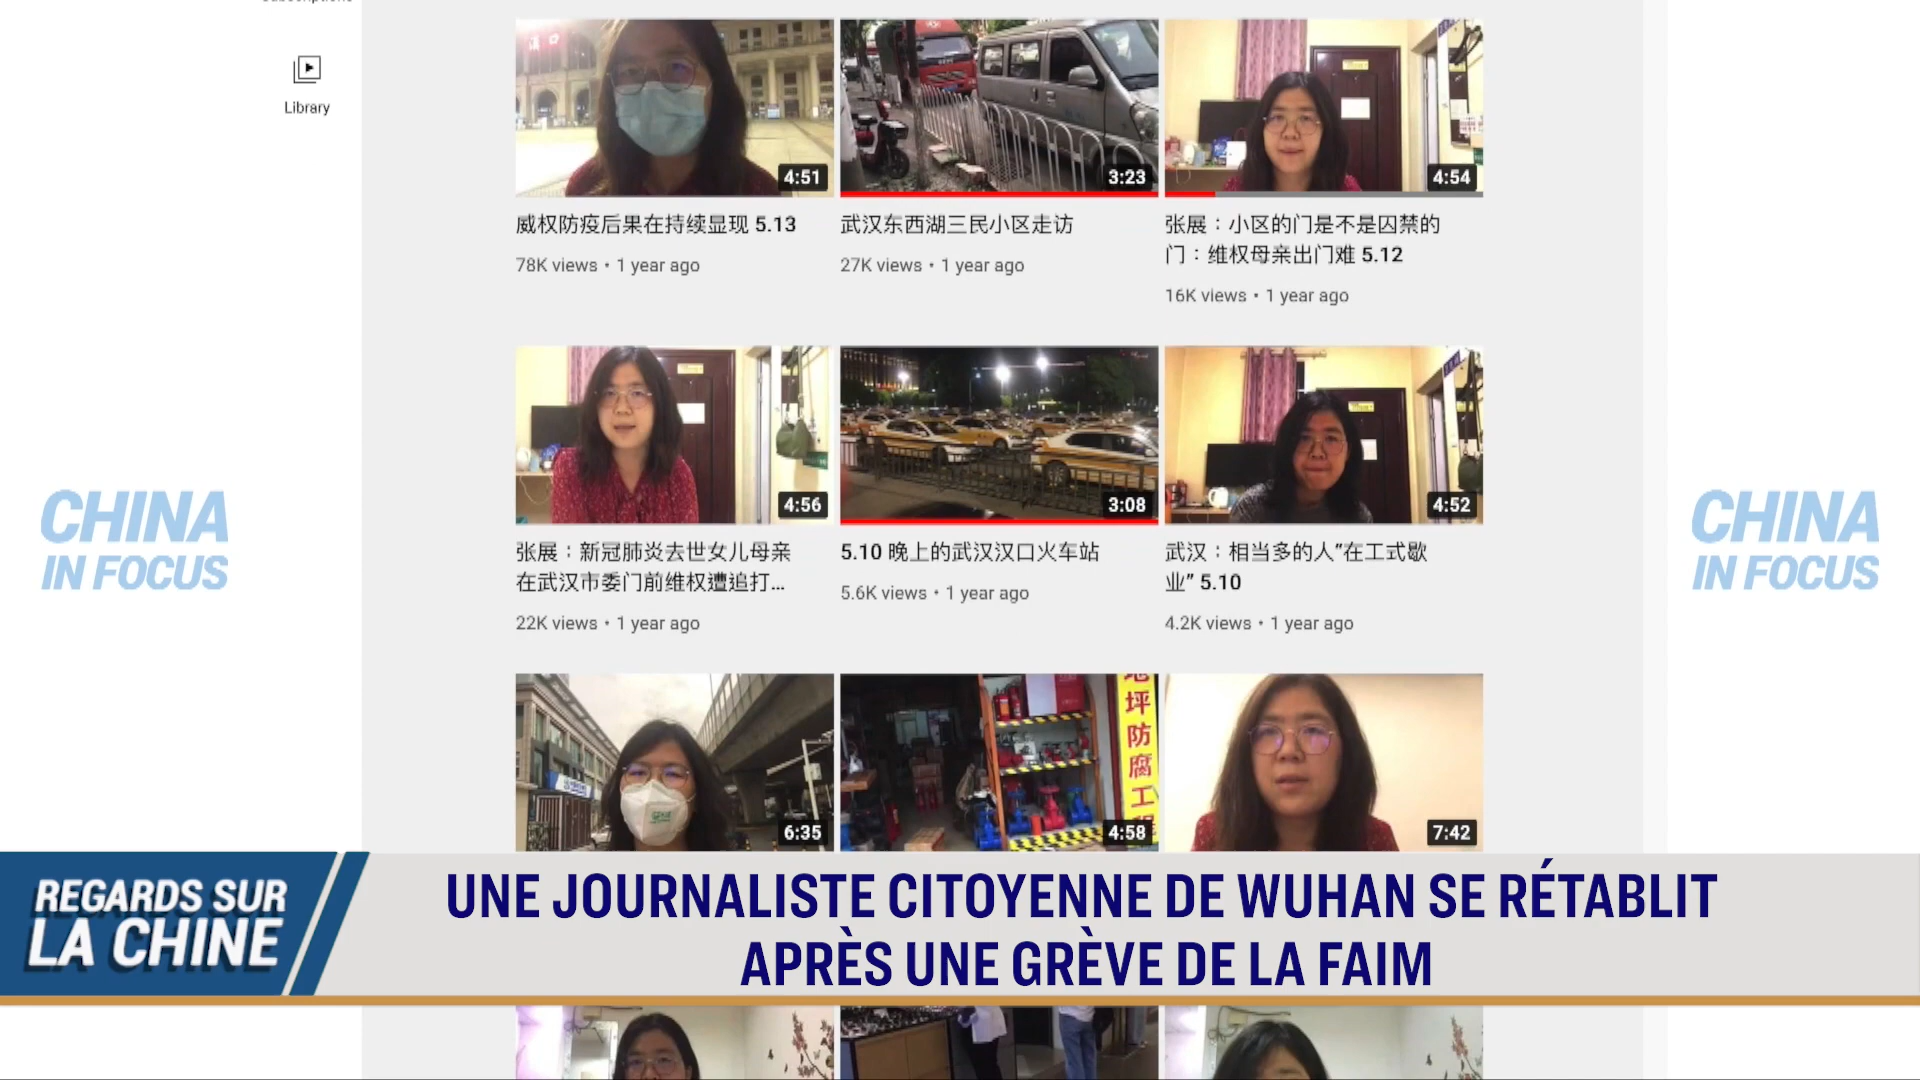 Library
4:51
3:23
4:54
威权防疫后果在持续显现 5.13
武汉东西湖三民小区走访
张展：小区的门是不是囚禁的
门：维权母亲出门难 5.12
78K views • 1 year ago
27K views • 1 year ago
16K views • 1 year ago
4:56
3:08
4:52
张展：新冠肺炎去世女儿母亲
在武汉市委门前维权遭追打...
5.10 晚上的武汉汉口火车站
武汉：相当多的人“在工式歇
业” 5.10
22K views • 1 year ago
5.6K views • 1 year ago
4.2K views • 1 year ago
CHINA
IN FOCUS
CHINA
IN FOCUS
坪防腐工
6:35
4:58
7:42
REGARDS SUR
LA CHINE
UNE JOURNALISTE CITOYENNE DE WUHAN SE RÉTABLIT
APRÈS UNE GRÈVE DE LA FAIM